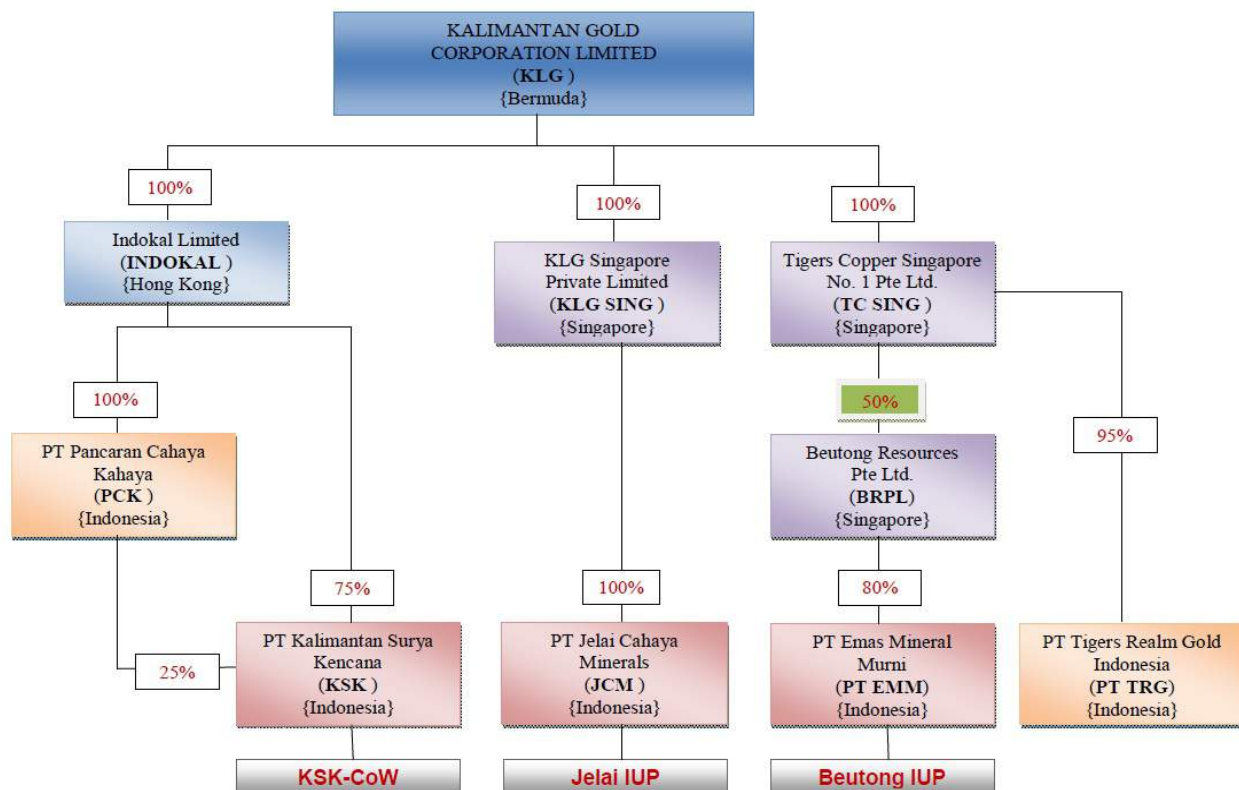 KALIMANTAN GOLD
CORPORATION LIMITED
(KLG )
{Bermuda}
100%
100%
100%
Indokal Limited
(INDOKAL )
{Hong Kong}
KLG Singapore
Private Limited
(KLG SING )
{Singapore}
Tigers Copper Singapore
No. 1 Pte Ltd.
(TC SING )
{Singapore}
100%
50%
95%
PT Pancaran Cahaya
Kahaya
(PCK )
{Indonesia}
Beutong Resources
Pte Ltd.
(BRPL)
{Singapore}
75%
100%
80%
25%
PT Kalimantan Surya
Kencana
(KSK )
{Indonesia}
PT Jelai Cahaya
Minerals
(JCM )
{Indonesia}
PT Emas Mineral
Murni
(PT EMM)
{Indonesia}
PT Tigers Realm Gold
Indonesia
(PT TRG)
{Indonesia}
KSK-CoW
Jelai IUP
Beutong IUP